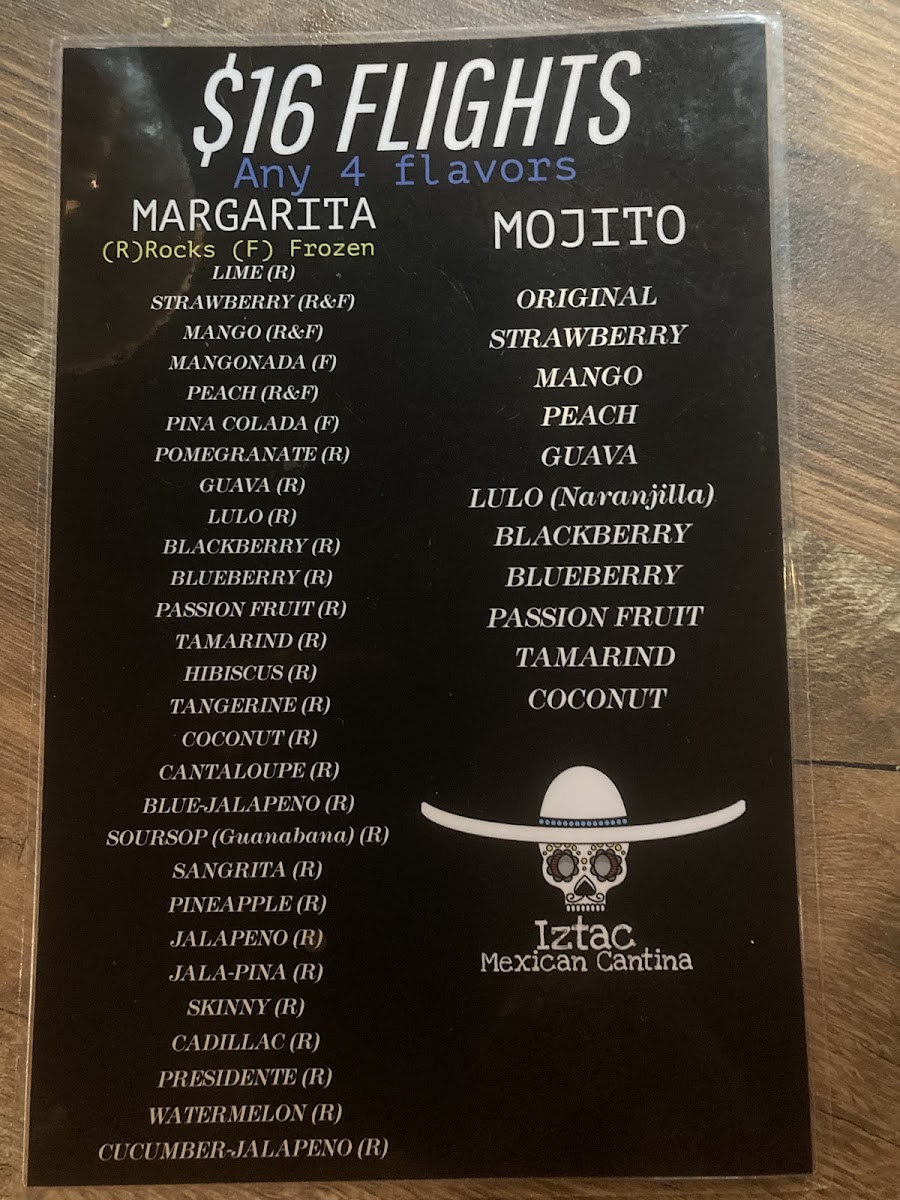 $16 FLIGHTS
Any 4 flavors
MARGARITA
(R)Rocks (F) Frozen
LIME (R)
STRAWBERRY (R&F)
MANGO (R&F)
MANGONADA (F)
PEACH (R&F)
PINA COLADA (F)
POMEGRANATE (R)
GUAVA (R)
LULO (R)
BLACKBERRY (R)
BLUEBERRY (R)
PASSION FRUIT (R)
TAMARIND (R)
HIBISCUS (R)
TANGERINE (R)
COCONUT (R)
CANTALOUPE (R)
BLUE-JALAPENO (R)
SOURSOP (Guanabana) (R)
SANGRITA (R)
PINEAPPLE (R)
JALAPENO (R)
JALA-PINA (R)
SKINNY (R)
CADILLAC (R)
PRESIDENTE (R)
WATERMELON (R)
CUCUMBER-JALAPENO (R)
MOJITO
ORIGINAL
STRAWBERRY
MANGO
PEACH
GUAVA
LULO (Naranjilla)
BLACKBERRY
BLUEBERRY
PASSION FRUIT
TAMARIND
COCONUT
Iztac
Mexican Cantina